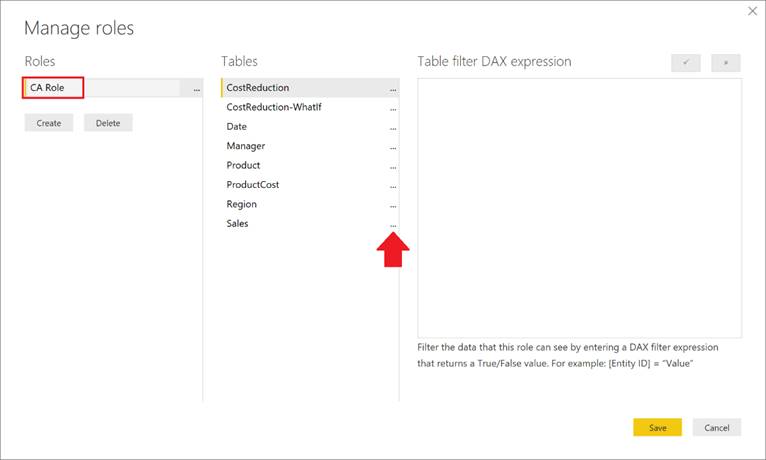 Manage roles
Roles
CA Role ...
Create Delete
Tables
CostReduction ...
CostReduction-WhatIf ...
Date ...
Manager ...
Product ...
ProductCost ...
Region ...
Sales ...
Table filter DAX expression
Filter the data that this role can see by entering a DAX filter expression
that returns a True/False value. For example: [Entity ID] = “Value”
Save Cancel